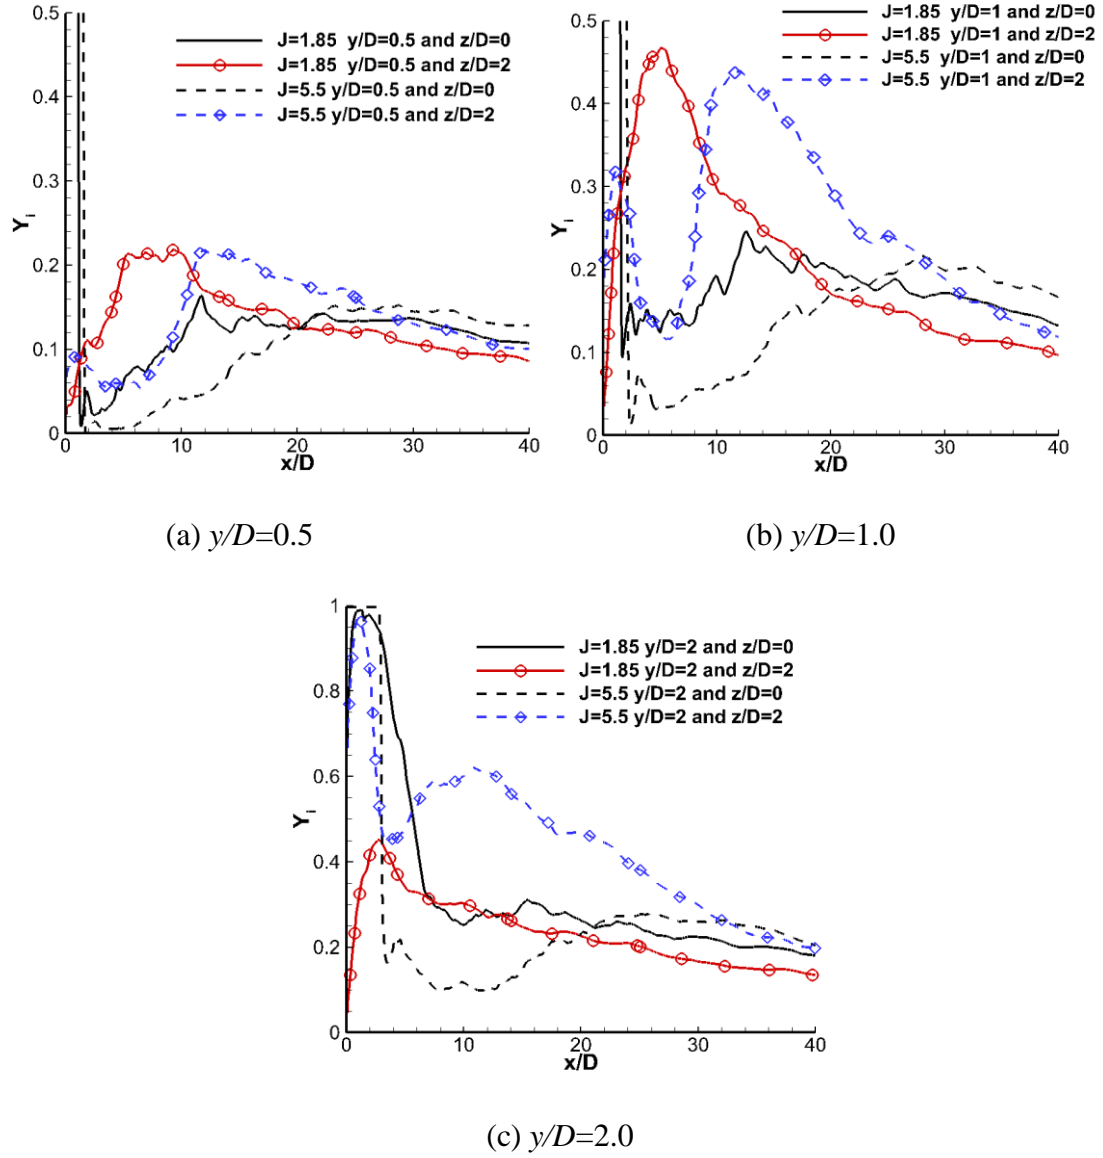 0.5
0.4
0.3
0.2
0.1
0
Y_i
0 10 20 30 40
x/D
J=1.85 y/D=0.5 and z/D=0
J=1.85 y/D=0.5 and z/D=2
J=5.5 y/D=0.5 and z/D=0
J=5.5 y/D=0.5 and z/D=2
(a) y/D=0.5
0.5
0.4
0.3
0.2
0.1
0
Y_i
0 10 20 30 40
x/D
J=1.85 y/D=1 and z/D=0
J=1.85 y/D=1 and z/D=2
J=5.5 y/D=1 and z/D=0
J=5.5 y/D=1 and z/D=2
(b) y/D=1.0
1
0.8
0.6
0.4
0.2
0
Y_i
0 10 20 30 40
x/D
J=1.85 y/D=2 and z/D=0
J=1.85 y/D=2 and z/D=2
J=5.5 y/D=2 and z/D=0
J=5.5 y/D=2 and z/D=2
(c) y/D=2.0